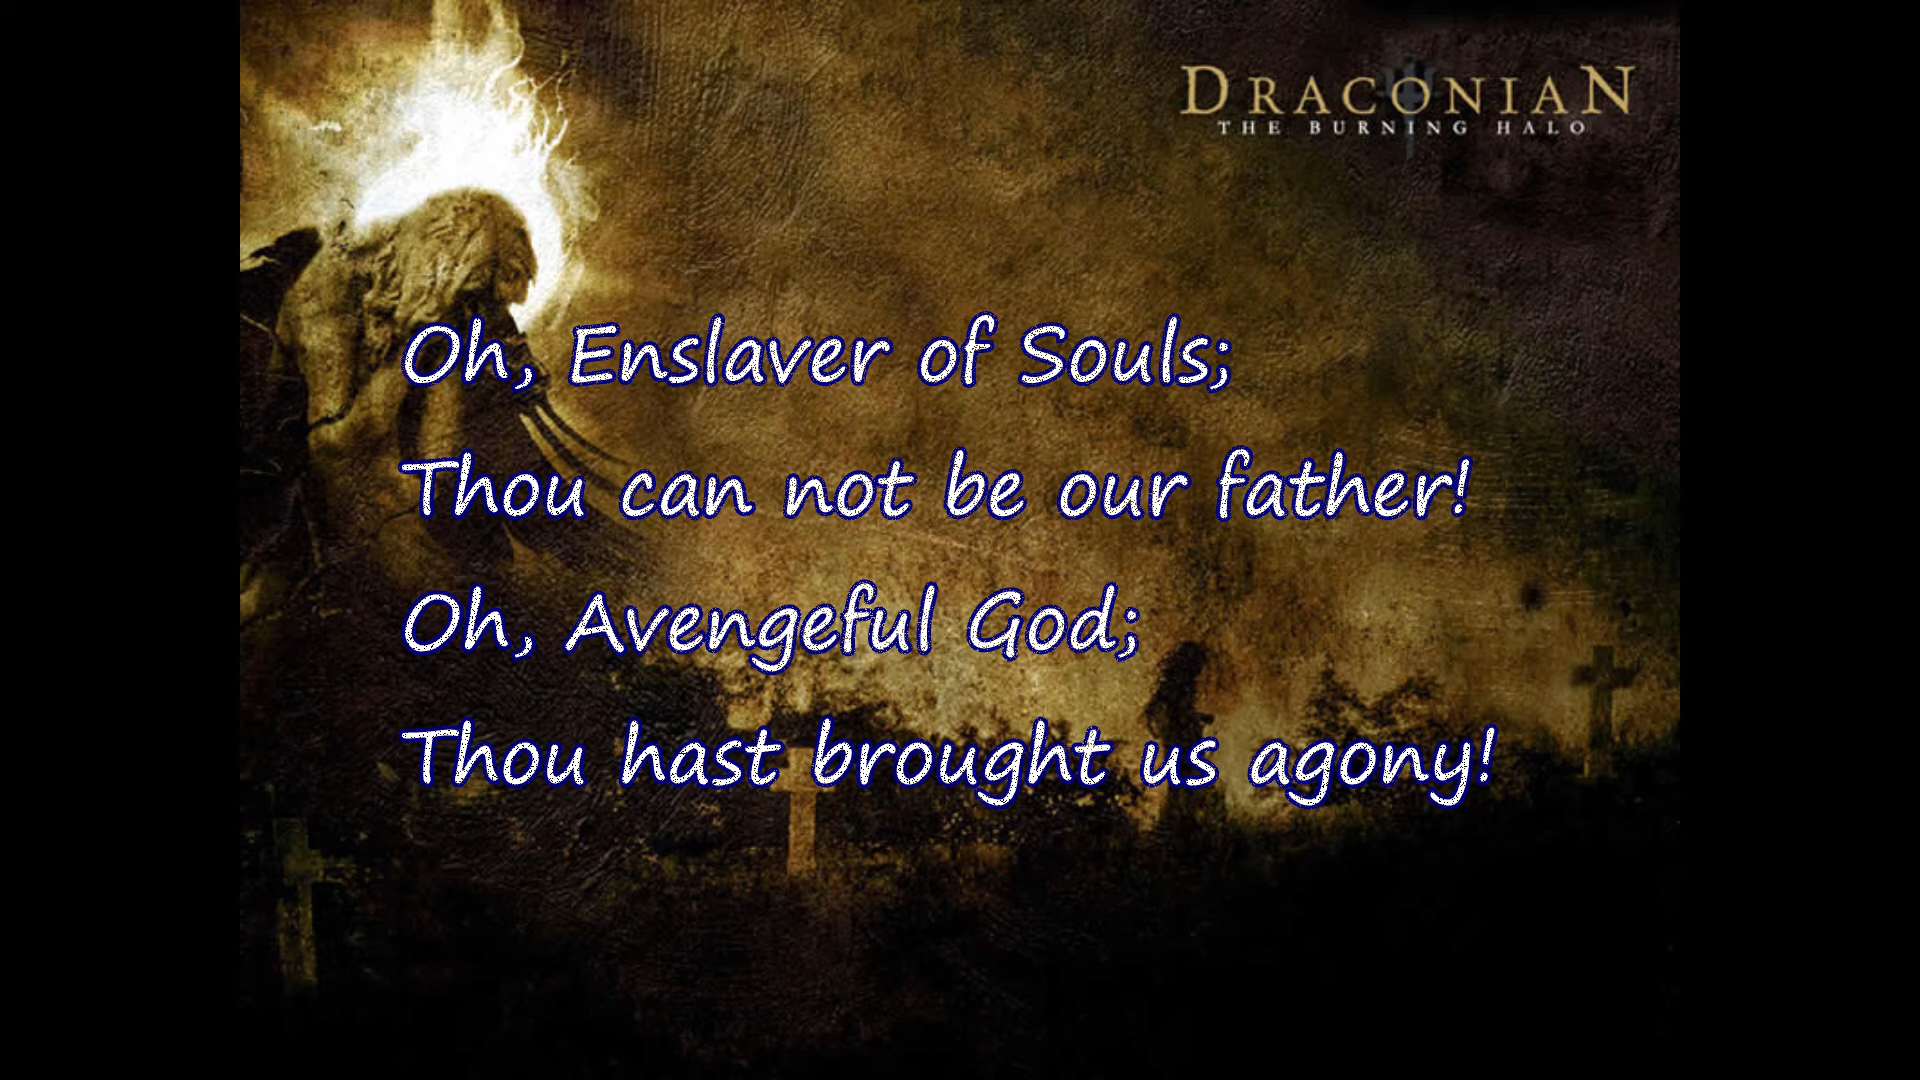 DRACONIAN
THE BURNING HALO
Oh, Enslaver of Souls;
Thou can not be our father!
Oh, Avengeful God;
Thou hast brought us agony!